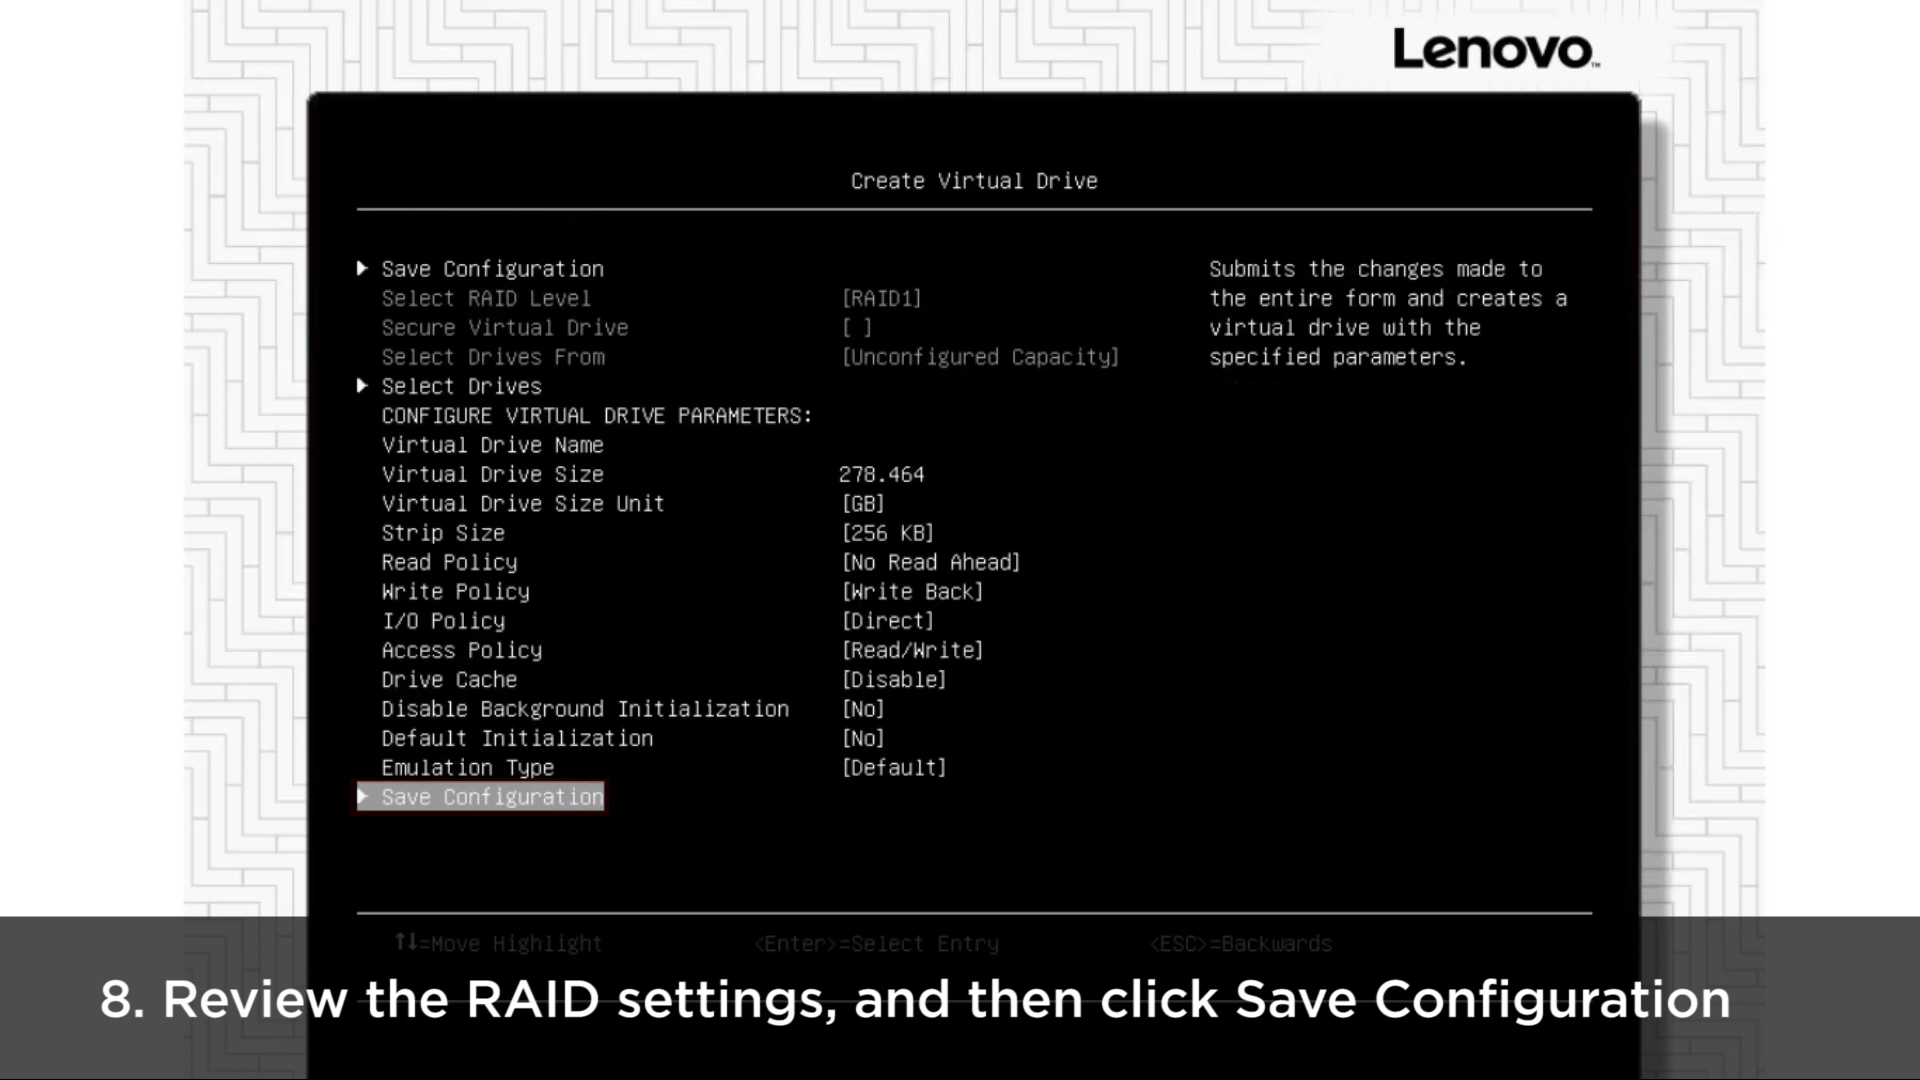 Lenovo™
Create Virtual Drive
Save Configuration
Select RAID Level [RAID1]
Secure Virtual Drive [ ]
Select Drives From [Unconfigured Capacity]
Select Drives
CONFIGURE VIRTUAL DRIVE PARAMETERS:
Virtual Drive Name
Virtual Drive Size 278.464
Virtual Drive Size Unit [GB]
Strip Size [256 KB]
Read Policy [No Read Ahead]
Write Policy [Write Back]
I/O Policy [Direct]
Access Policy [Read/Write]
Drive Cache [Disable]
Disable Background Initialization [No]
Default Initialization [No]
Emulation Type [Default]
Save Configuration
Submits the changes made to
the entire form and creates a
virtual drive with the
specified parameters.
↑↓=Move Highlight <Enter>=Select Entry <ESC>=Backwards
8. Review the RAID settings, and then click Save Configuration